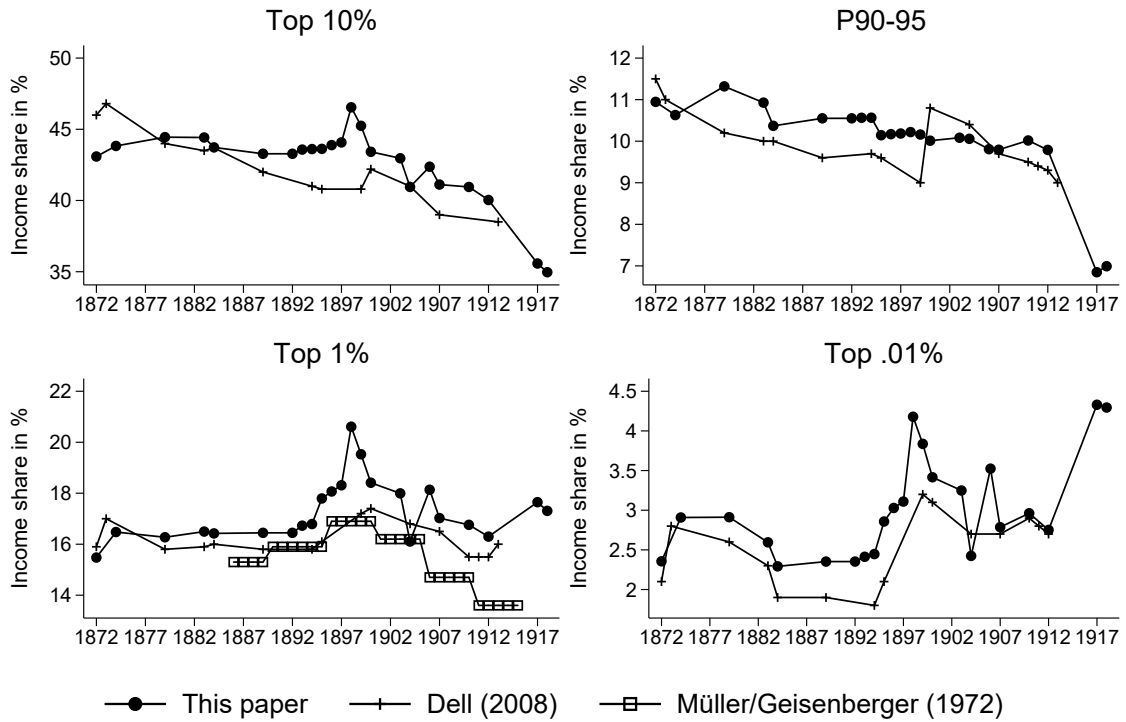 Top 10%
Income share in %
50
45
40
35
1872 1877 1882 1887 1892 1897 1902 1907 1912 1917
P90-95
Income share in %
12
11
10
9
8
7
1872 1877 1882 1887 1892 1897 1902 1907 1912 1917
Top 1%
Income share in %
22
20
18
16
14
1872 1877 1882 1887 1892 1897 1902 1907 1912 1917
Top .01%
Income share in %
4.5
4
3.5
3
2.5
2
1872 1877 1882 1887 1892 1897 1902 1907 1912 1917
This paper Dell (2008) Müller/Geisenberger (1972)